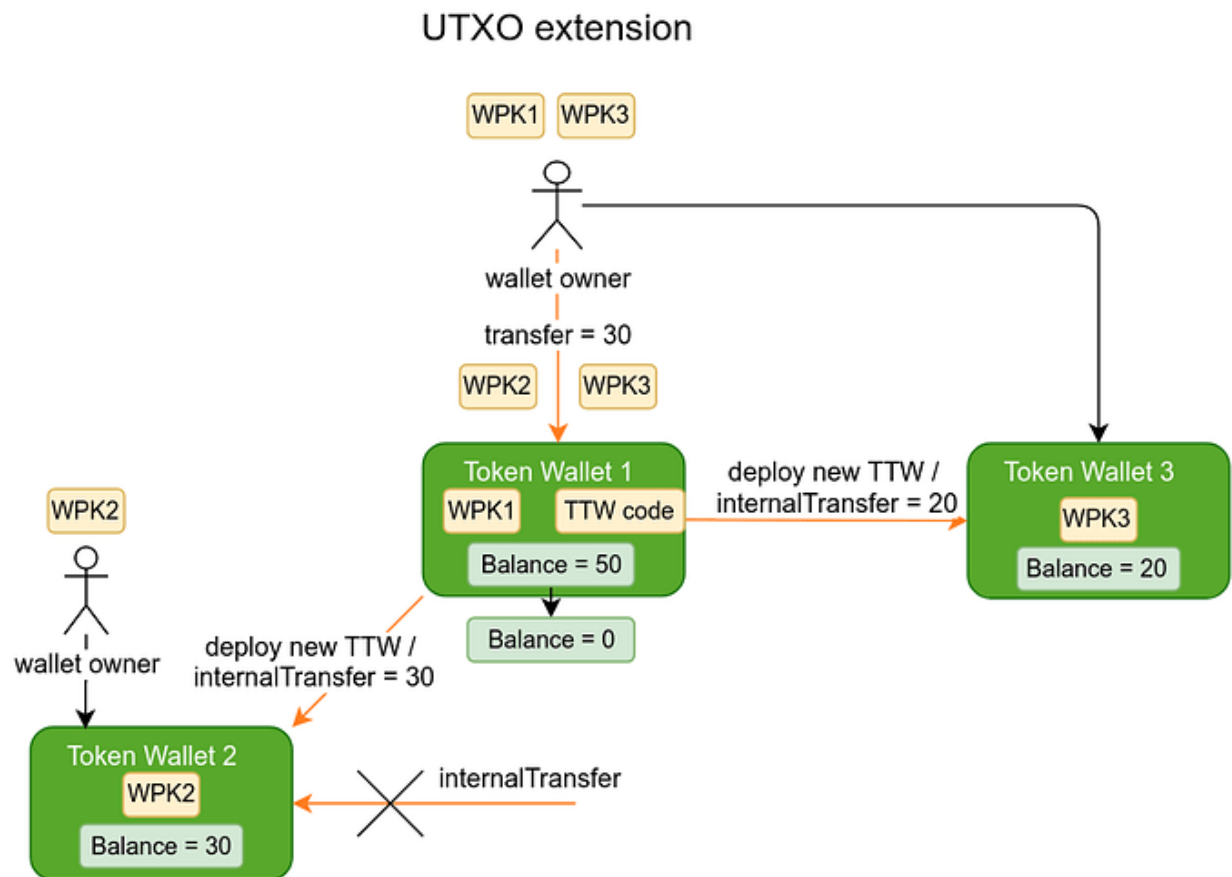 UTXO extension
WPK1
WPK3
wallet owner
transfer = 30
WPK2
WPK3
Token Wallet 1
WPK1
TTW code
Balance = 50
Balance = 0
deploy new TTW /
internalTransfer = 20
Token Wallet 3
WPK3
Balance = 20
WPK2
wallet owner
deploy new TTW /
internalTransfer = 30
Token Wallet 2
WPK2
Balance = 30
internalTransfer